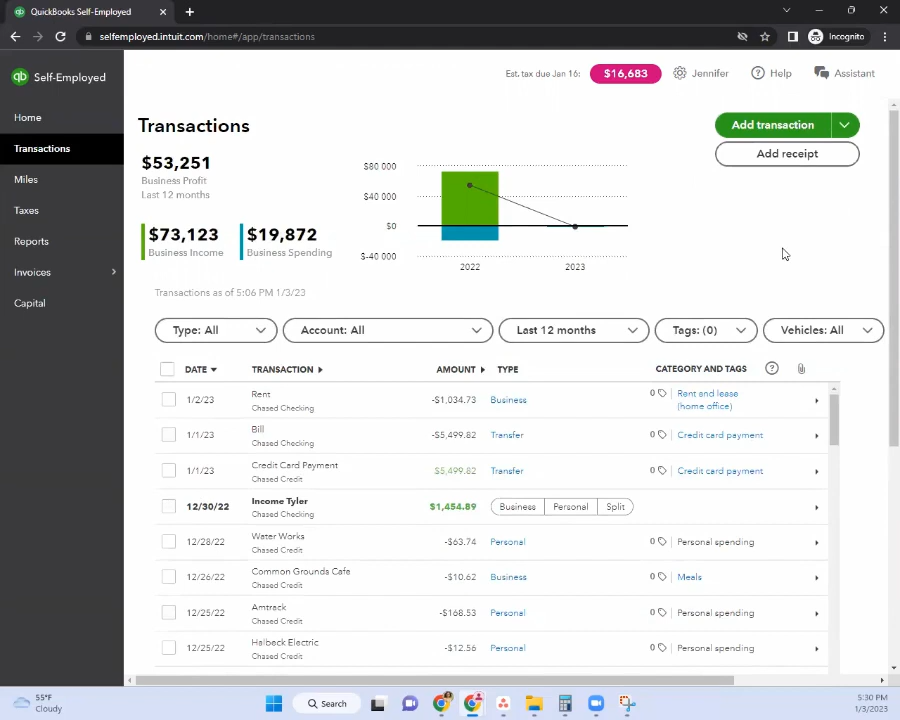 QuickBooks Self-Employed
selfemployed.intuit.com/home#/app/transactions
Incognito
qb Self-Employed
Est. tax due Jan 16: $16,683 Jennifer Help Assistant
Home
Transactions
Miles
Taxes
Reports
Invoices
Capital
Transactions
Add transaction
Add receipt
$53,251
Business Profit
Last 12 months
$73,123
Business Income
$19,872
Business Spending
$80 000
$40 000
$0
$-40 000
2022 2023
Transactions as of 5:06 PM 1/3/23
Type: All Account: All Last 12 months Tags: (0) Vehicles: All
DATE TRANSACTION AMOUNT TYPE CATEGORY AND TAGS ?
1/2/23 Rent -$1,034.73 Business 0 Rent and lease
Chased Checking (home office)
1/1/23 Bill -$5,499.82 Transfer 0 Credit card payment
Chased Checking
1/1/23 Credit Card Payment $5,499.82 Transfer 0 Credit card payment
Chased Credit
12/30/22 Income Tyler $1,454.89 Business Personal Split
Chased Checking
12/28/22 Water Works -$63.74 Personal 0 Personal spending
Chased Credit
12/26/22 Common Grounds Cafe -$10.62 Business 0 Meals
Chased Credit
12/25/22 Amtrack -$168.53 Personal 0 Personal spending
Chased Credit
12/25/22 Halbeck Electric -$12.56 Personal 0 Personal spending
Chased Credit
55°F
Cloudy
Search
5:30 PM
1/3/2023